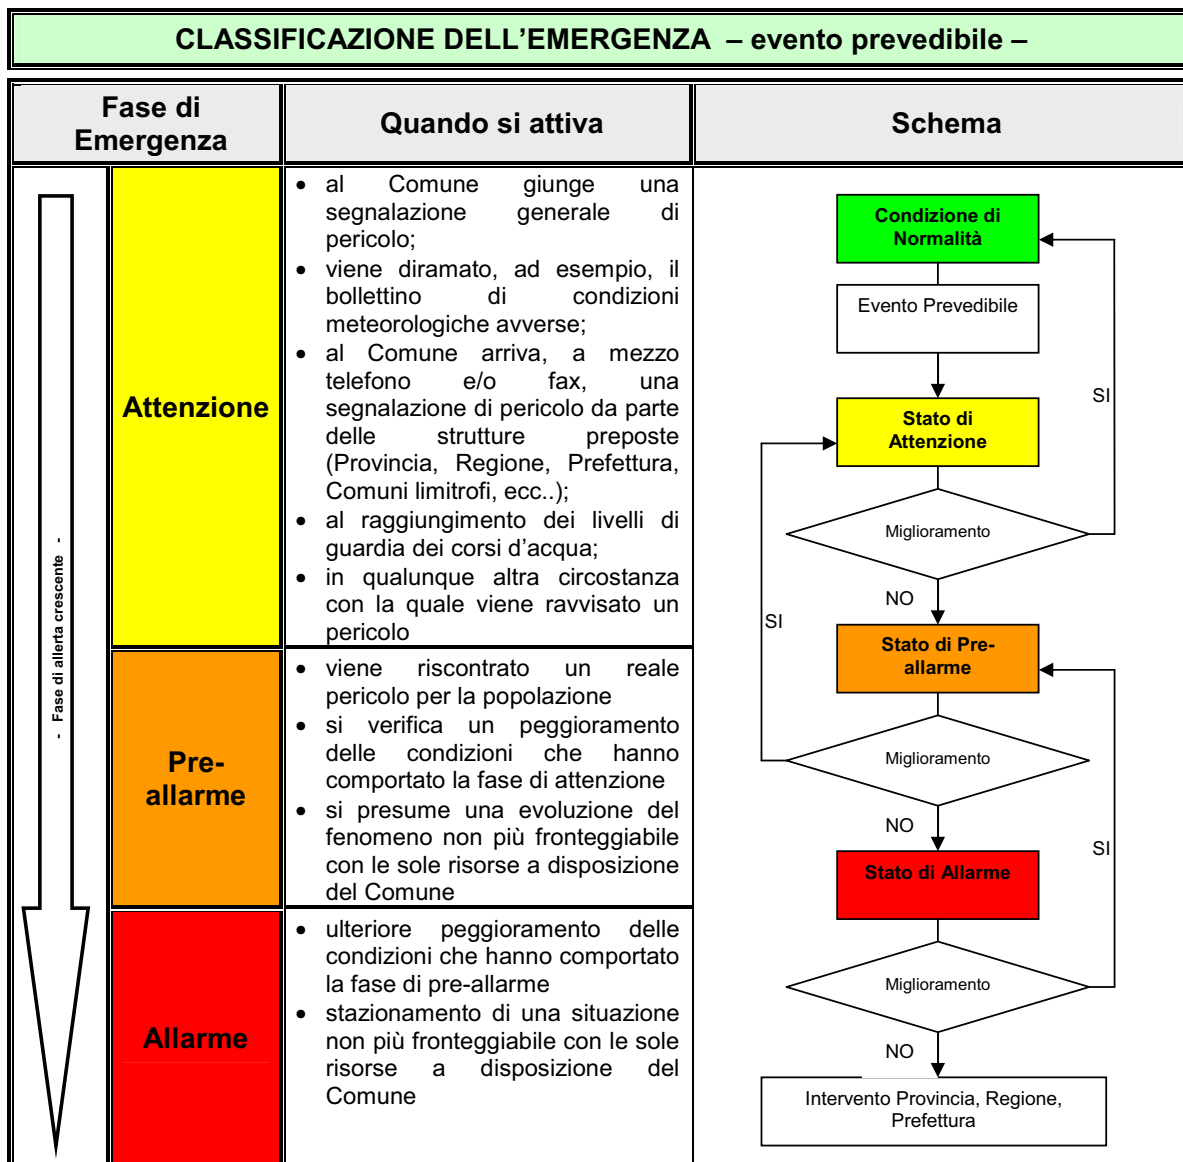 CLASSIFICAZIONE DELL’EMERGENZA – evento prevedibile –
Fase di
Emergenza
Quando si attiva
Schema
- Fase di allerta crescente -
Attenzione
• al Comune giunge una
segnalazione generale di
pericolo;
• viene diramato, ad esempio, il
bollettino di condizioni
meteorologiche avverse;
• al Comune arriva, a mezzo
telefono e/o fax, una
segnalazione di pericolo da parte
delle strutture preposte
(Provincia, Regione, Prefettura,
Comuni limitrofi, ecc..);
• al raggiungimento dei livelli di
guardia dei corsi d’acqua;
• in qualunque altra circostanza
con la quale viene ravvisato un
pericolo
Pre-
allarme
• viene riscontrato un reale
pericolo per la popolazione
• si verifica un peggioramento
delle condizioni che hanno
comportato la fase di attenzione
• si presume una evoluzione del
fenomeno non più fronteggiabile
con le sole risorse a disposizione
del Comune
Allarme
• ulteriore peggioramento delle
condizioni che hanno comportato
la fase di pre-allarme
• stazionamento di una situazione
non più fronteggiabile con le sole
risorse a disposizione del
Comune
Condizione di
Normalità
Evento Prevedibile
SI
Stato di
Attenzione
Miglioramento
NO
SI
Stato di Pre-
allarme
Miglioramento
NO
SI
Stato di Allarme
Miglioramento
NO
Intervento Provincia, Regione,
Prefettura